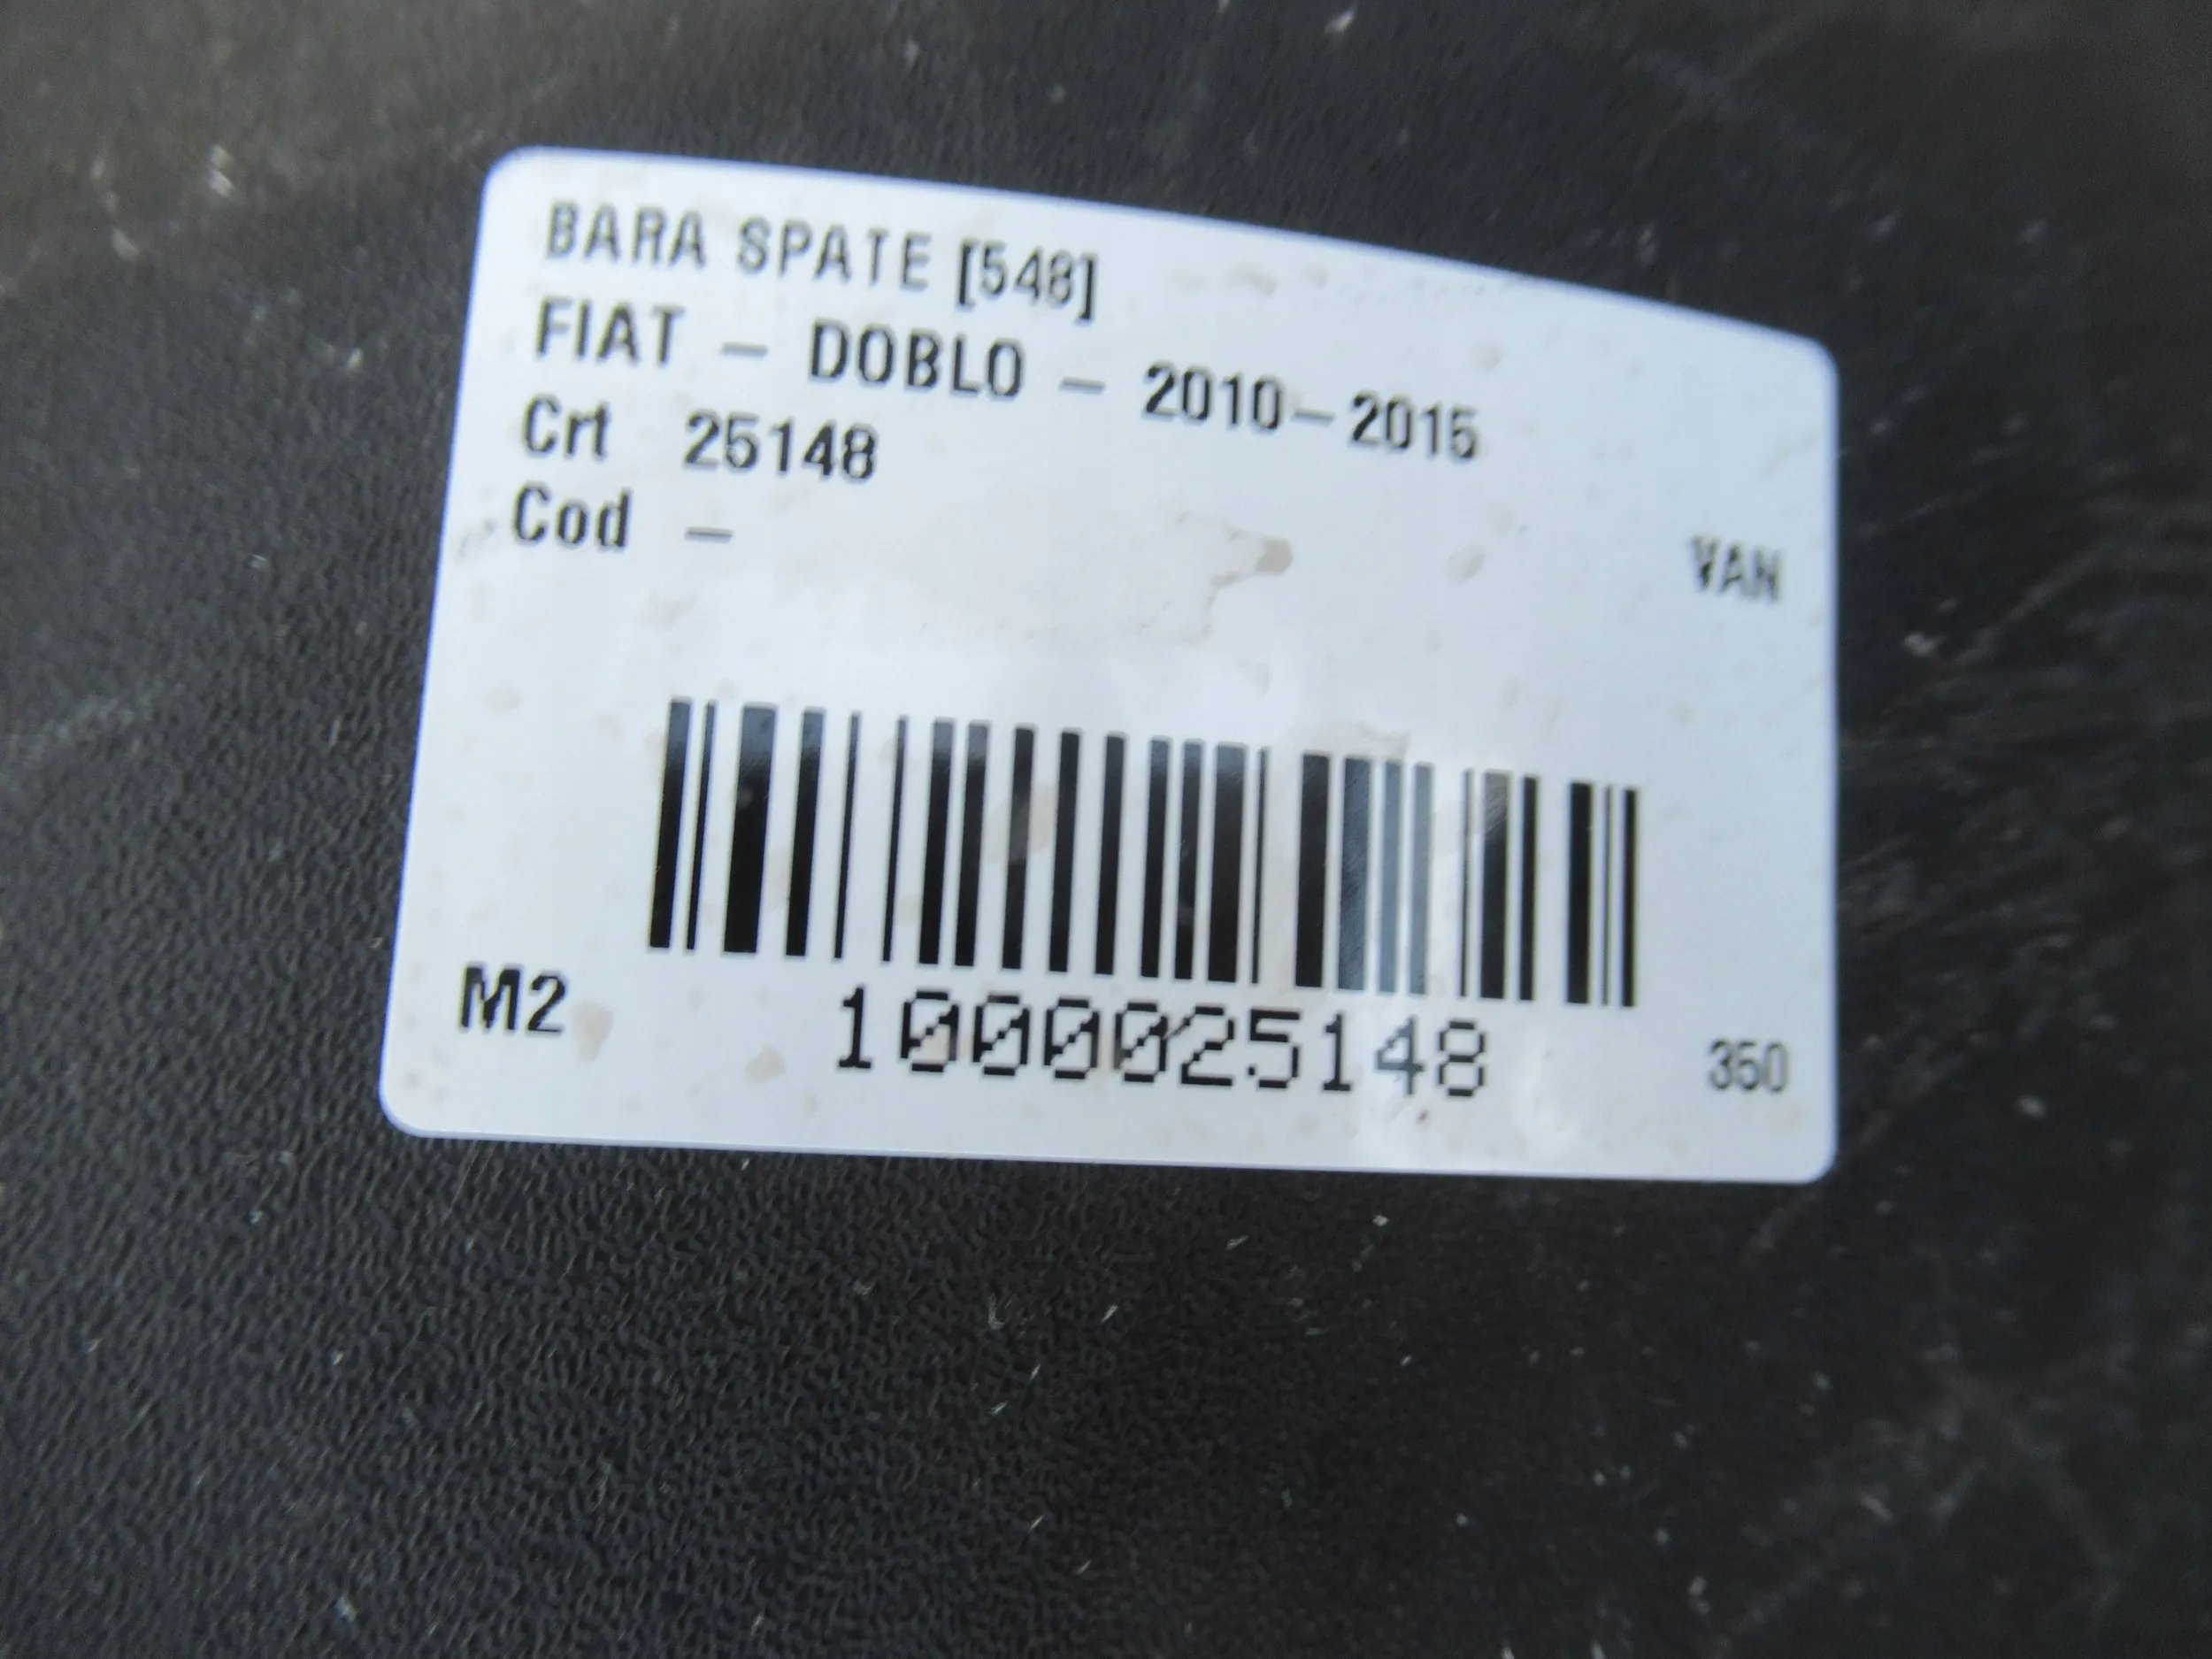 BARA SPATE [548]
FIAT - DOBLO - 2010-2015
Crt 25148
Cod -
VAN
M2
1000025148
350